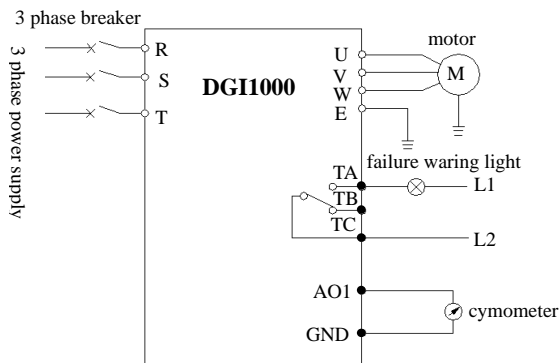 3 phase breaker
3 phase power supply
R
S
T
DGI1000
U
V
W
E
motor
M
failure waring light
TA
L1
TB
TC
L2
AO1
cymometer
GND